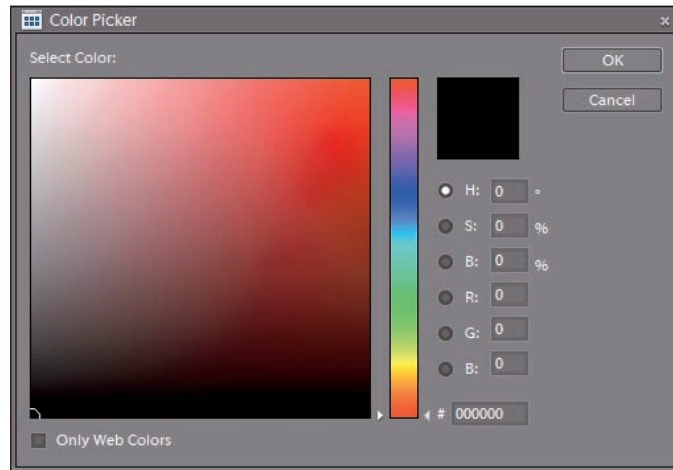 Color Picker
Select Color:
OK
Cancel
H: 0 °
S: 0 %
B: 0 %
R: 0
G: 0
B: 0
# 000000
Only Web Colors